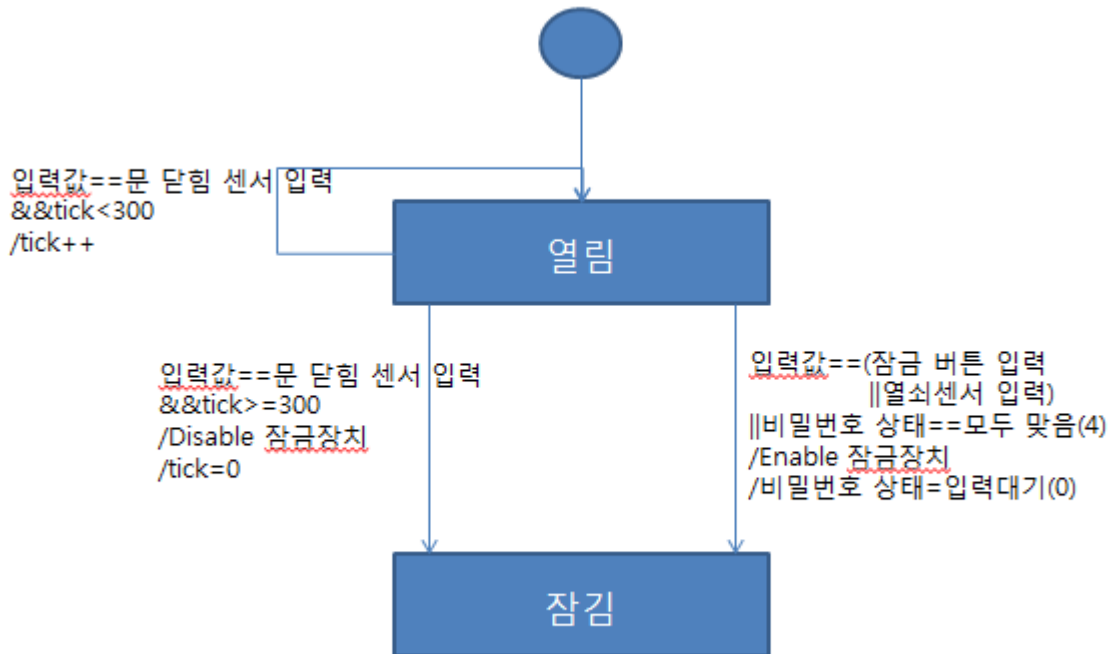 입력값==문 닫힘 센서 입력
&&tick<300
/tick++
열림
입력값==문 닫힘 센서 입력
&&tick>=300
/Disable 잠금장치
/tick=0
입력값==(잠금 버튼 입력
||열쇠센서 입력)
||비밀번호 상태==모두 맞음(4)
/Enable 잠금장치
/비밀번호 상태=입력대기(0)
잠김